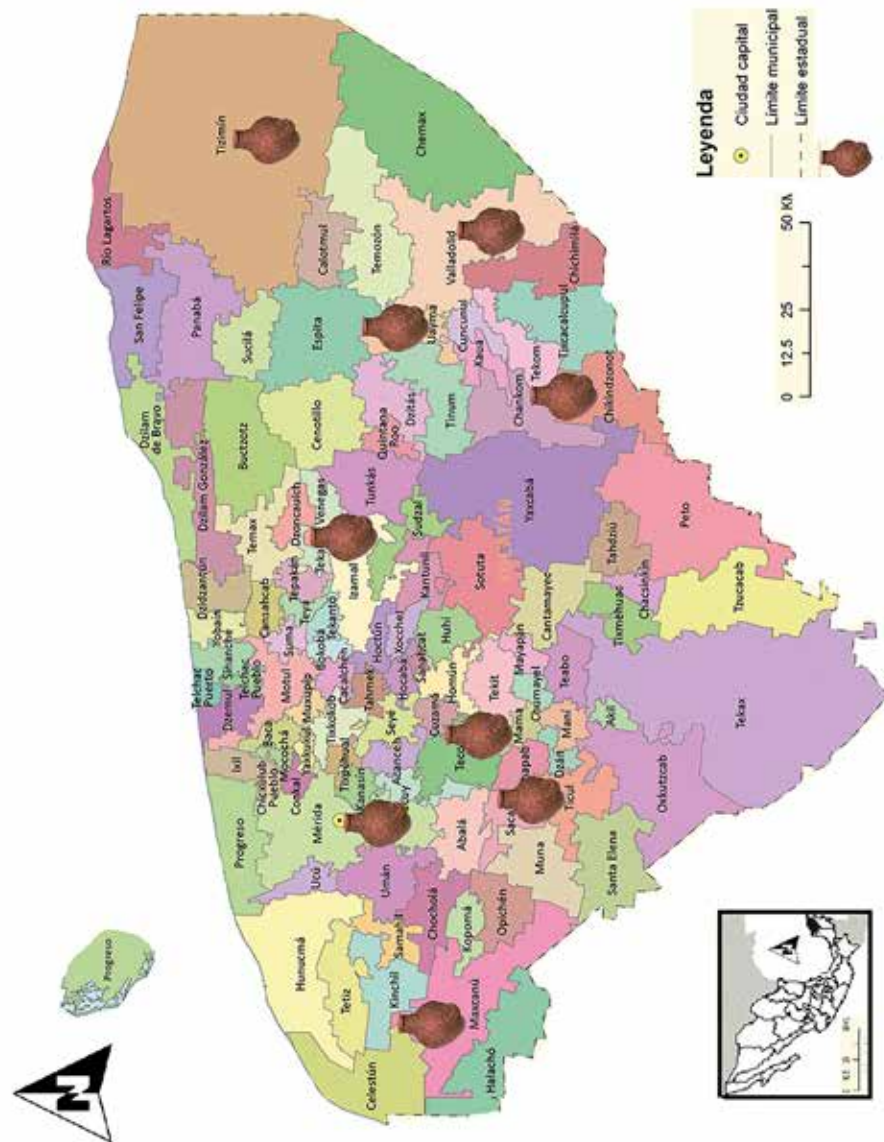 N
Progreso
Río Lagartos
Tizimín
San Felipe
Panabá
Sucilá
Calotmul
Chemax
Dzilam
de Bravo
Dzilam González
Buctzotz
Espita
Temozón
Valladolid
Chichimilá
Cenotillo
Uayma
Cuncunul
Kaua
Tekom
Tixcacalcupul
Chankom
Chikindzonot
Dzitás
Tinum
Quintana
Roo
Tunkás
Yaxcabá
Peto
Dzidzantún
Temax
Dzoncauich
Venegas
Teka
Izamal
Sudzal
Kantunil
Sotuta
Tahdziú
Chacsinkín
Tixméhuac
Tzucacab
Cantamayec
Yobaín
Cansahcab
Tepakán
Teya
Suma
Tekantó
Bokobá
Cacalchén
Hoctún
Xocchel
Sanahcat
Huhí
Hocabá
Homún
Telchac
Puerto
Sinanché
Telchac
Pueblo
Dzemul
Motul
Muxupip
Tixkokob
Tahmek
Seyé
Cuzamá
Tekit
Mayapán
Chumayel
Mama
Teabo
Maní
Akil
Tekax
Oxkutzcab
Ixil
Baca
Mocochá
Yaxkukul
Chicxulub
Pueblo
Conkal
Tixpéhual
Kanasín
Acanceh
Teco
Sac
hapab
Dzán
Ticul
Santa Elena
Progreso
Mérida
Ucú
Umán
Abalá
Muna
Chocholá
Kopomá
Opichén
Hunucmá
Tetiz
Kinchil
Samahil
Maxcanú
Halachó
Celestún
Leyenda
Ciudad capital
Límite municipal
Límite estadual
0 12.5 25 50 KM